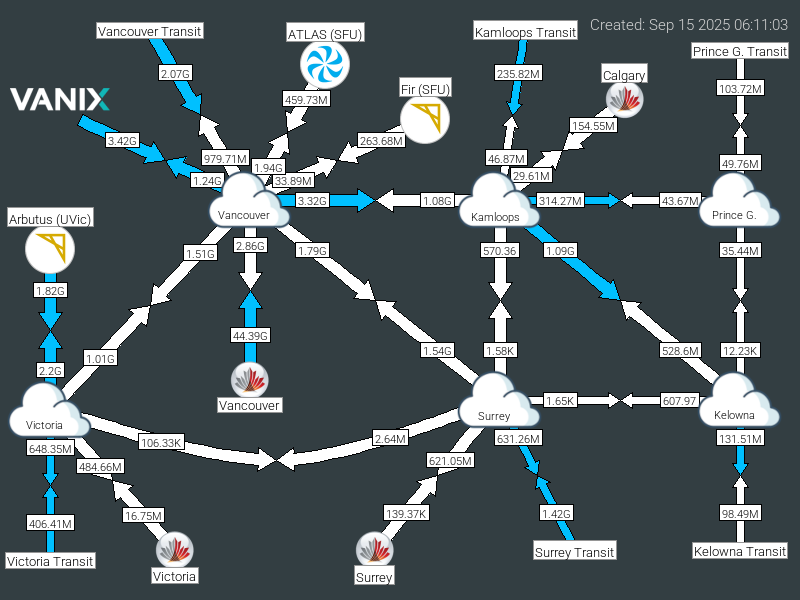 Created: Sep 15 2025 06:11:03
Vancouver Transit
ATLAS (SFU)
Kamloops Transit
Prince G. Transit
2.07G
235.82M
Calgary
Fir (SFU)
VANIX
459.73M
103.72M
154.55M
3.42G
263.68M
979.71M
46.87M
49.76M
1.94G
29.61M
1.24G
33.89M
3.32G
1.08G
314.27M
43.67M
Vancouver
Kamloops
Prince G.
Arbutus (UVic)
1.51G
2.86G
1.79G
570.36
1.09G
35.44M
1.82G
44.39G
1.01G
1.54G
1.58K
528.6M
12.23K
2.2G
Vancouver
1.65K
607.97
Victoria
Surrey
Kelowna
106.33K
2.64M
648.35M
631.26M
131.51M
484.66M
621.05M
406.41M
16.75M
139.37K
1.42G
98.49M
Victoria Transit
Victoria
Surrey
Surrey Transit
Kelowna Transit